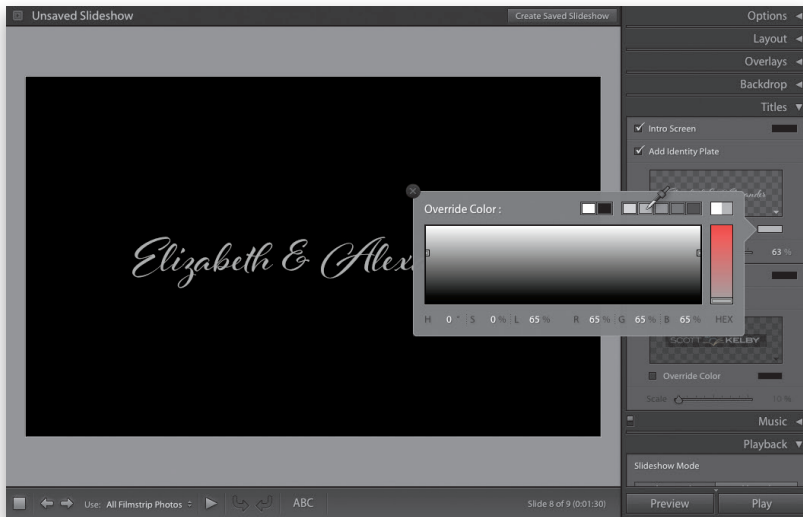 Unsaved Slideshow
Create Saved Slideshow
Options
Layout
Overlays
Backdrop
Titles
Intro Screen
Add Identity Plate
Override Color :
63 %
Elizabeth &
H 0 ° S 0 % L 65 % R 65 % G 65 % B 65 % HEX
SCOTT KELBY
Override Color
Scale 10 %
Music
Playback
Slideshow Mode
Use: All Filmstrip Photos
ABC
Slide 8 of 9 (0:01:30)
Preview
Play